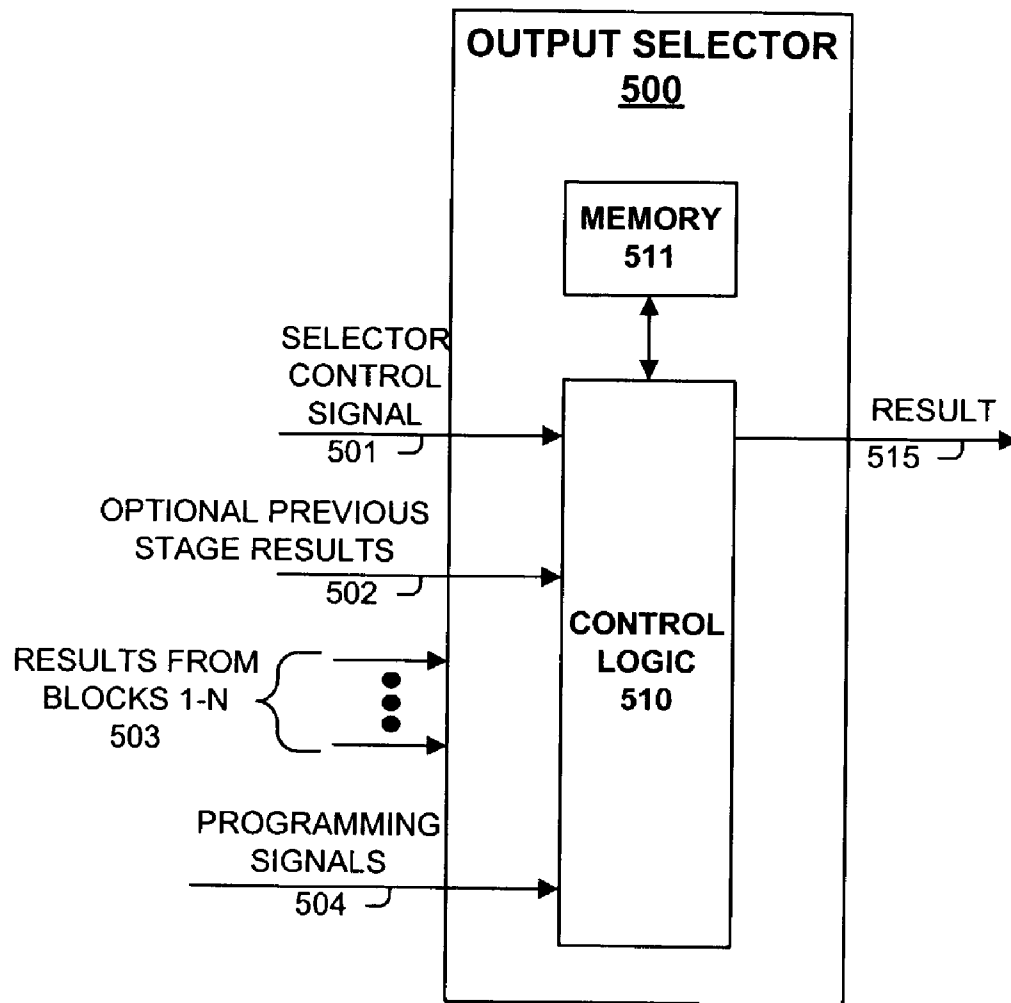 OUTPUT SELECTOR
500
MEMORY
511
SELECTOR
CONTROL
SIGNAL
501
RESULT
515
OPTIONAL PREVIOUS
STAGE RESULTS
502
CONTROL
LOGIC
510
RESULTS FROM
BLOCKS 1-N
503
PROGRAMMING
SIGNALS
504